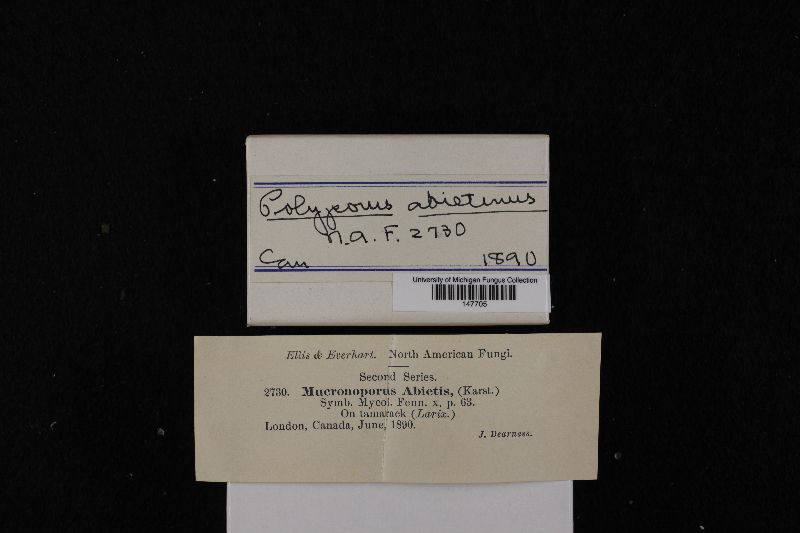 Polyporus abietinus
N.A.F. 2730
Can 1890
University of Michigan Fungus Collection
147705
Ellis & Everhart. North American Fungi.
Second Series.
2730. Mucronoporus Abietis, (Karst.)
Symb. Mycol. Fenn. x, p. 63.
On tamarack (Larix.)
London, Canada, June, 1890.
J. Dearness.